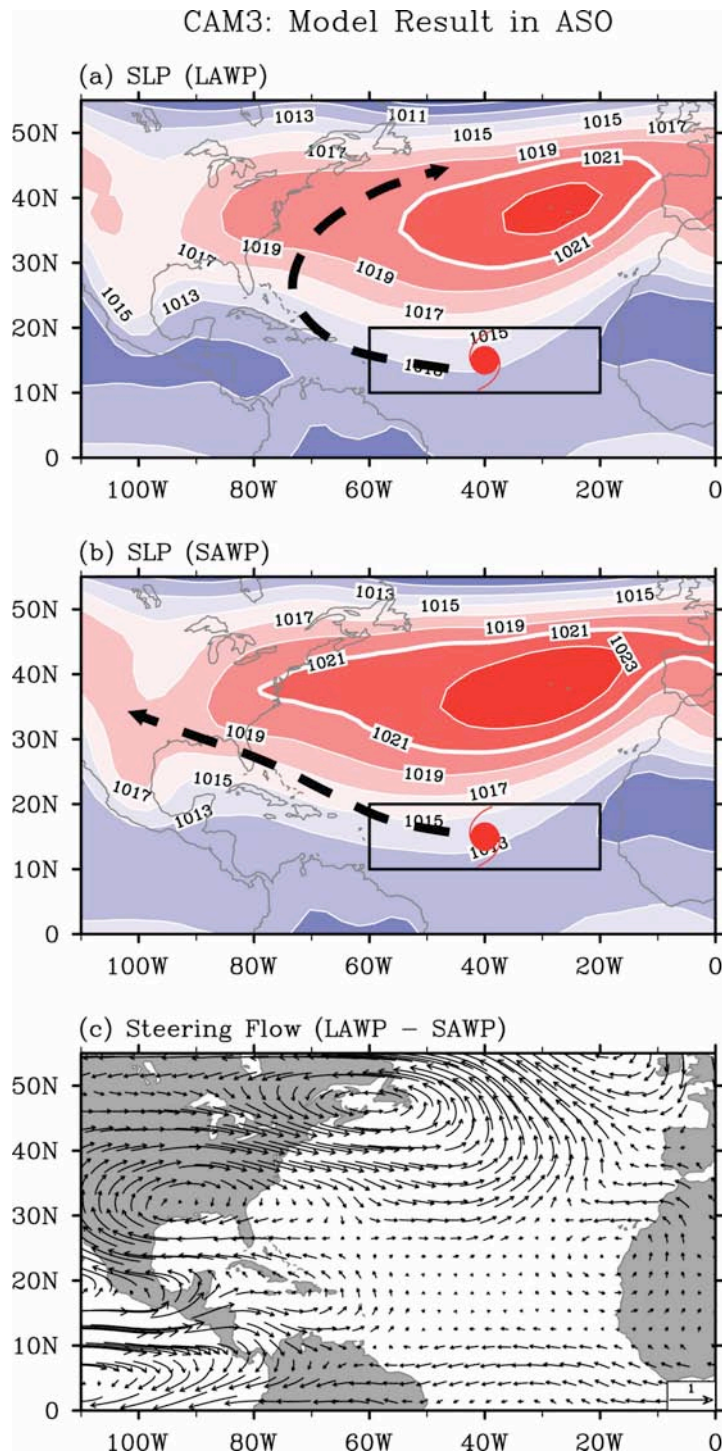 CAM3: Model Result in ASO
(a) SLP (LAWP)
50N
40N
30N
20N
10N
0
1013
1011
1015
1015
1017
1017
1019
1021
1021
1019
1019
1017
1013
1015
1017
1015
100W
80W
60W
40W
20W
0
(b) SLP (SAWP)
50N
40N
30N
20N
10N
0
1013
1015
1015
1017
1019
1021
1021
1023
1021
1019
1019
1017
1015
1017
1013
1015
1013
100W
80W
60W
40W
20W
0
(c) Steering Flow (LAWP − SAWP)
50N
40N
30N
20N
10N
0
1
100W
80W
60W
40W
20W
0